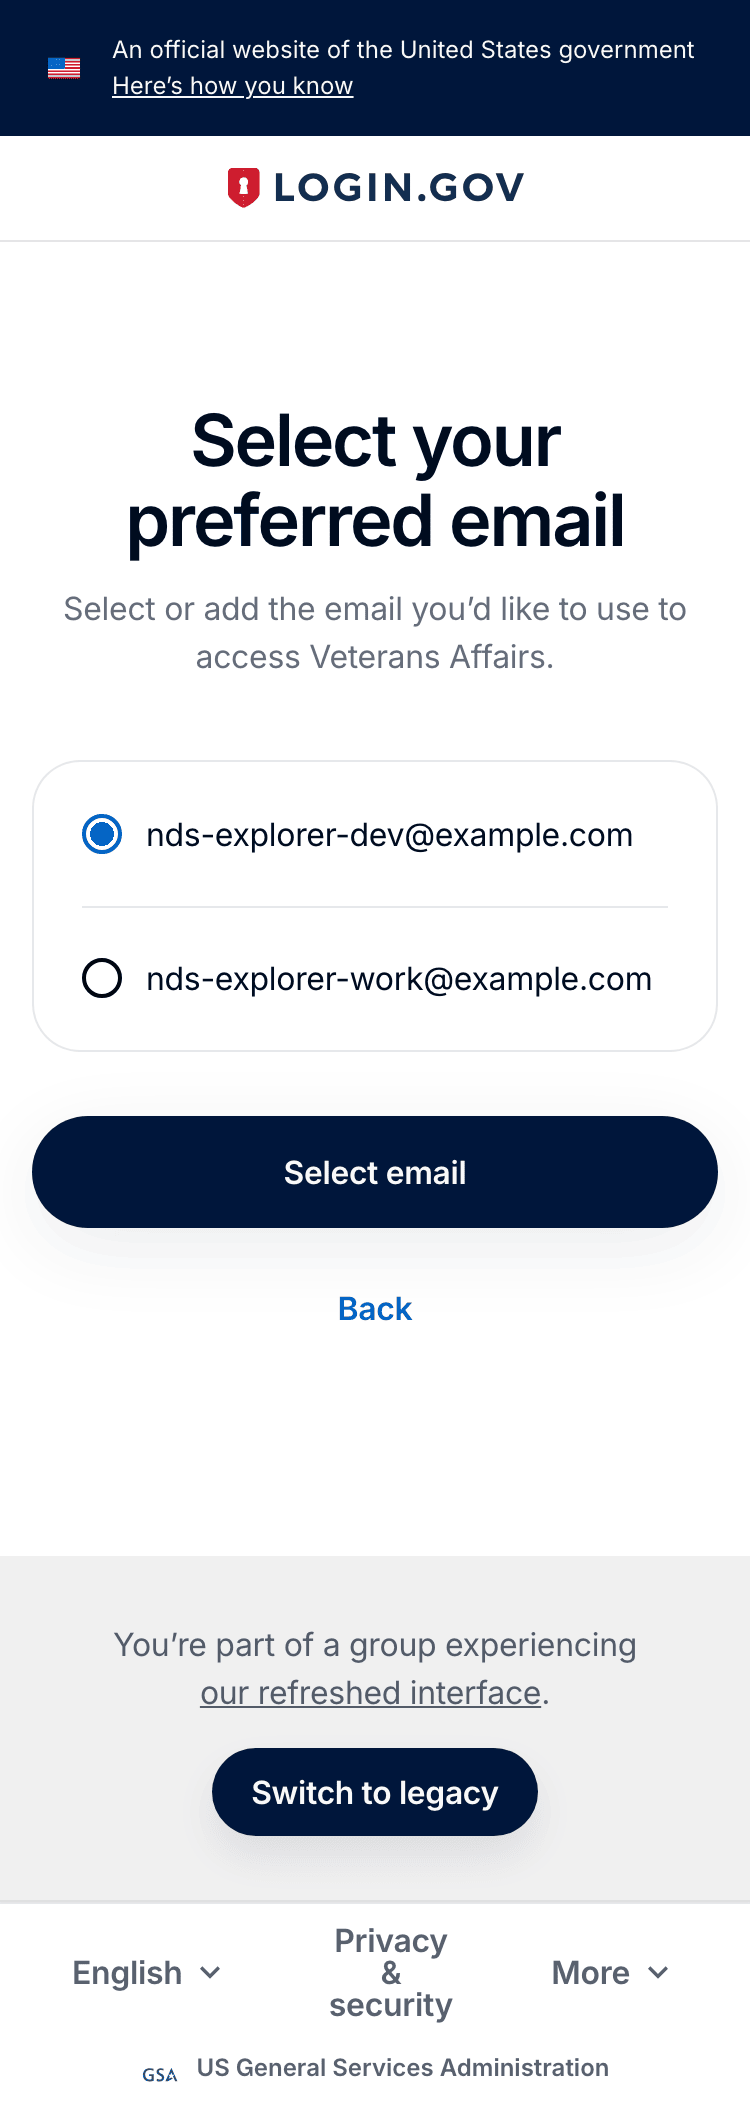 An official website of the United States government
Here’s how you know
LOGIN.GOV
Select your
preferred email
Select or add the email you’d like to use to
access Veterans Affairs.
nds-explorer-dev@example.com
nds-explorer-work@example.com
Select email
Back
You’re part of a group experiencing
our refreshed interface.
Switch to legacy
English
Privacy
&
security
More
GSA US General Services Administration